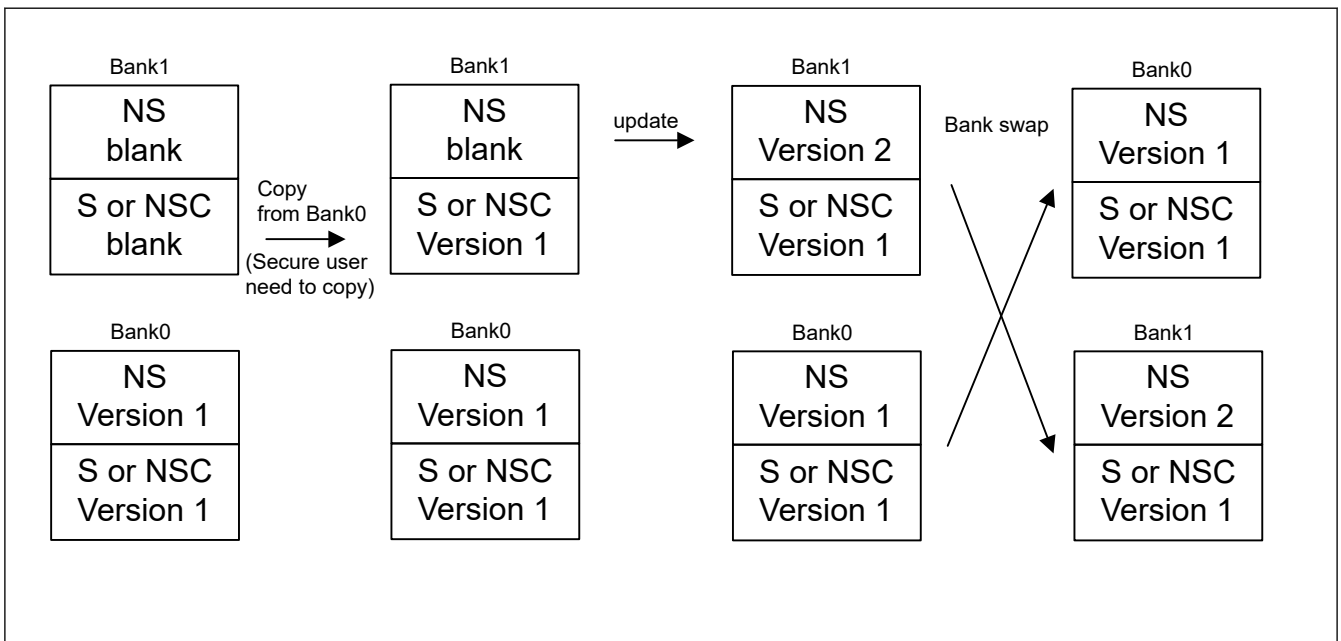 Bank1
NS
blank
S or NSC
blank
Copy
from Bank0
(Secure user
need to copy)
Bank1
NS
blank
S or NSC
Version 1
update
Bank1
NS
Version 2
S or NSC
Version 1
Bank swap
Bank0
NS
Version 1
S or NSC
Version 1
Bank0
NS
Version 1
S or NSC
Version 1
Bank0
NS
Version 1
S or NSC
Version 1
Bank0
NS
Version 1
S or NSC
Version 1
Bank1
NS
Version 2
S or NSC
Version 1